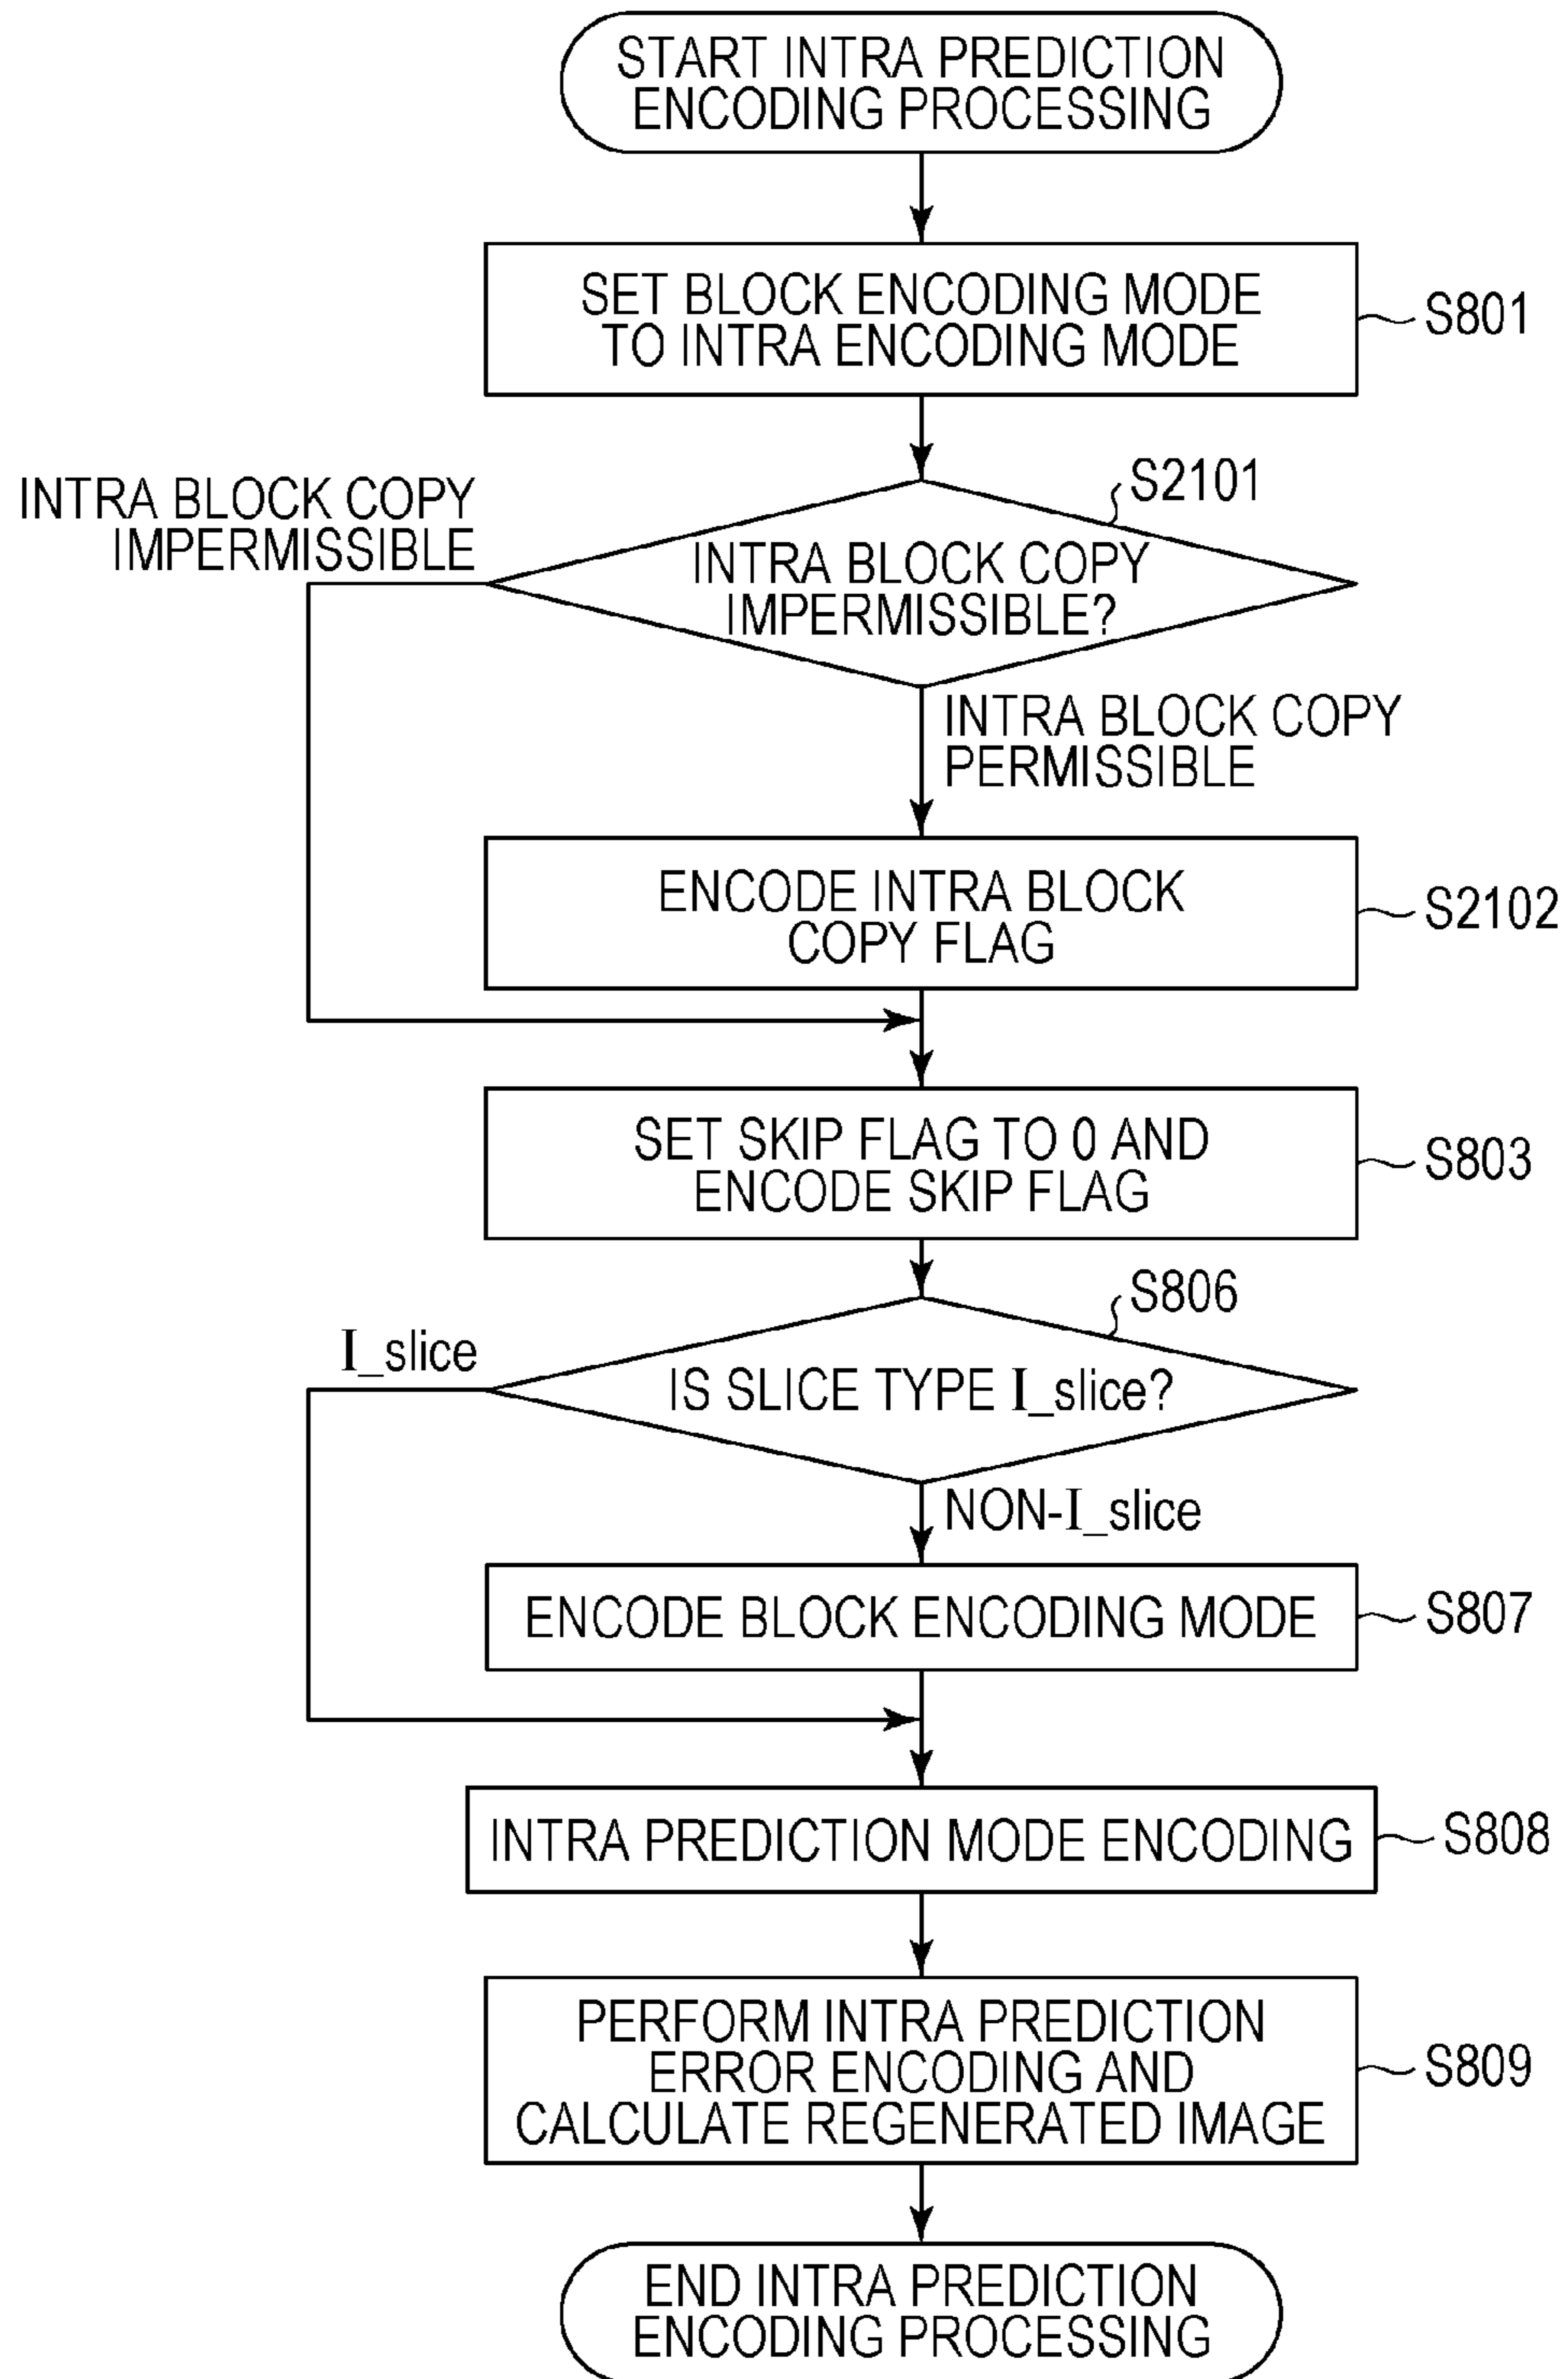 START INTRA PREDICTION
ENCODING PROCESSING
SET BLOCK ENCODING MODE
TO INTRA ENCODING MODE
S801
S2101
INTRA BLOCK COPY
IMPERMISSIBLE
INTRA BLOCK COPY
IMPERMISSIBLE?
INTRA BLOCK COPY
PERMISSIBLE
ENCODE INTRA BLOCK
COPY FLAG
S2102
SET SKIP FLAG TO 0 AND
ENCODE SKIP FLAG
S803
S806
I_slice
IS SLICE TYPE I_slice?
NON-I_slice
ENCODE BLOCK ENCODING MODE
S807
INTRA PREDICTION MODE ENCODING
S808
PERFORM INTRA PREDICTION
ERROR ENCODING AND
CALCULATE REGENERATED IMAGE
S809
END INTRA PREDICTION
ENCODING PROCESSING